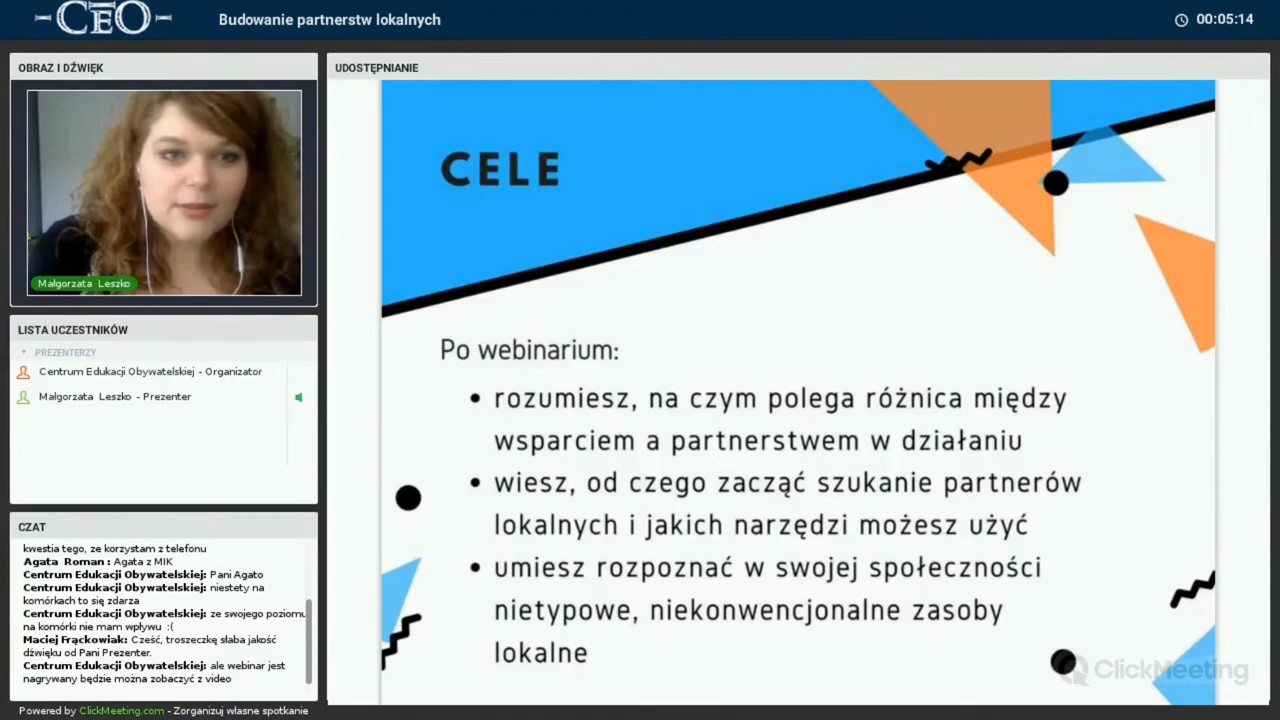 CEO
Budowanie partnerstw lokalnych
00:05:14
OBRAZ I DŹWIĘK
Małgorzata Leszko
LISTA UCZESTNIKÓW
PREZENTERZY
Centrum Edukacji Obywatelskiej - Organizator
Małgorzata Leszko - Prezenter
CZAT
kwestia tego, ze korzystam z telefonu
Agata Roman : Agata z MIK
Centrum Edukacji Obywatelskiej: Pani Agato
Centrum Edukacji Obywatelskiej: niestety na
komórkach to się zdarza
Centrum Edukacji Obywatelskiej: ze swojego poziomu
na komórki nie mam wpływu :(
Maciej Frąckowiak: Cześć, troszeczkę słaba jakość
dźwięku od Pani Prezenter.
Centrum Edukacji Obywatelskiej: ale webinar jest
nagrywany będzie można zobaczyć z video
Powered by ClickMeeting.com - Zorganizuj własne spotkanie
UDOSTĘPNIANIE
CELE
Po webinarium:
• rozumiesz, na czym polega różnica między
wsparciem a partnerstwem w działaniu
• wiesz, od czego zacząć szukanie partnerów
lokalnych i jakich narzędzi możesz użyć
• umiesz rozpoznać w swojej społeczności
nietypowe, niekonwencjonalne zasoby
lokalne
ClickMeeting